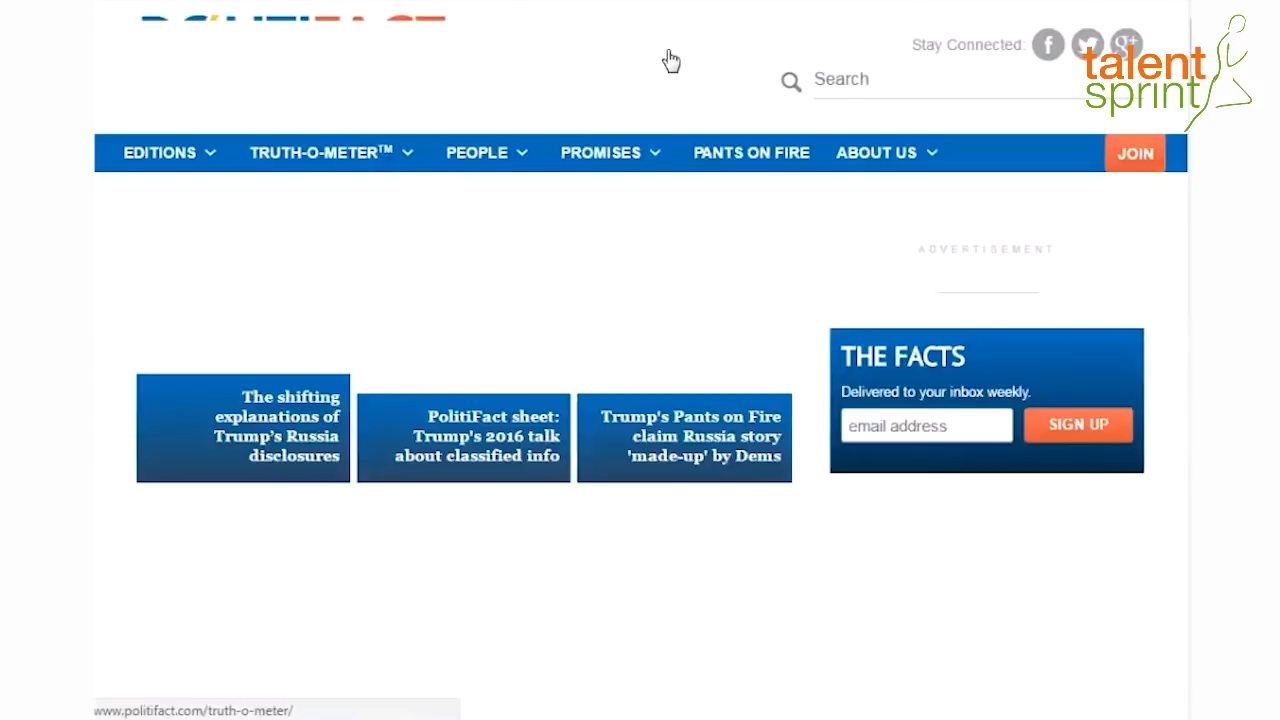 POLITIFACT
Stay Connected:
f
g+
talent
sprint
Search
EDITIONS
TRUTH-O-METER™
PEOPLE
PROMISES
PANTS ON FIRE
ABOUT US
JOIN
ADVERTISEMENT
The shifting
explanations of
Trump's Russia
disclosures
PolitiFact sheet:
Trump's 2016 talk
about classified info
Trump's Pants on Fire
claim Russia story
'made-up' by Dems
THE FACTS
Delivered to your inbox weekly.
email address
SIGN UP
www.politifact.com/truth-o-meter/